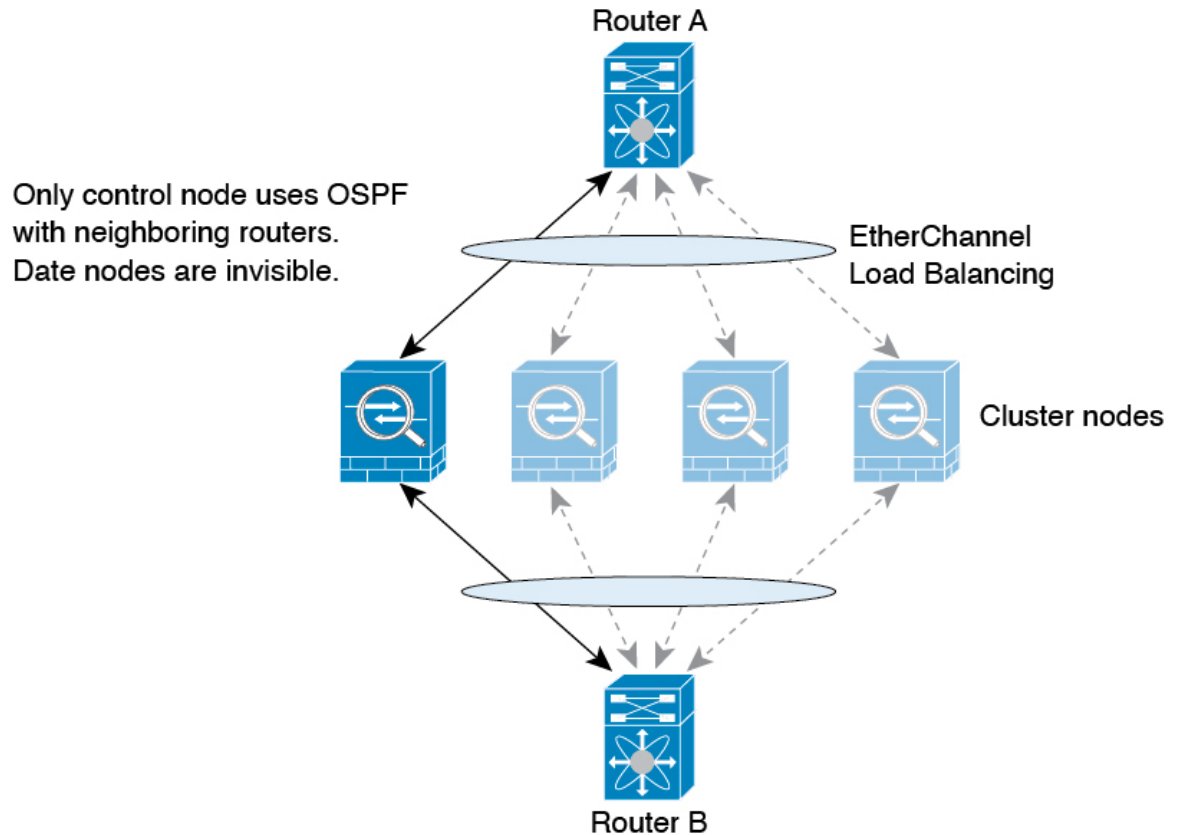 Router A
Only control node uses OSPF
with neighboring routers.
Date nodes are invisible.
EtherChannel
Load Balancing
Cluster nodes
Router B